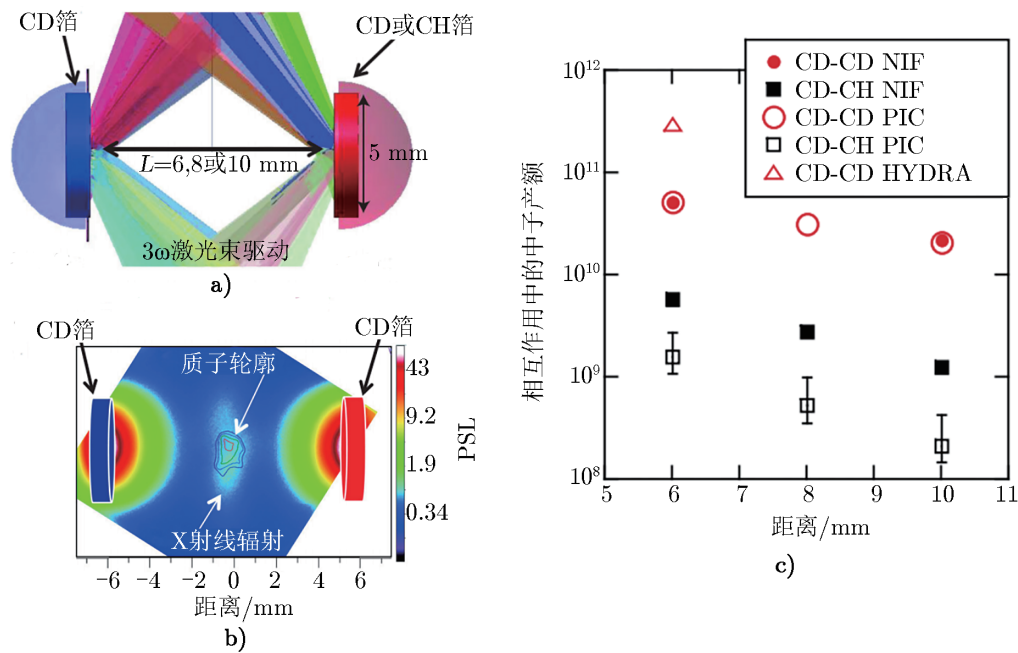 CD箔
CD或CH箔
L=6,8或10 mm
5 mm
3ω激光束驱动
a)
CD箔
CD箔
质子轮廓
X射线辐射
43
9.2
1.9
0.34
PSL
−6 −4 −2 0 2 4 6
距离/mm
b)
CD-CD NIF
CD-CH NIF
CD-CD PIC
CD-CH PIC
CD-CD HYDRA
10¹²
10¹¹
10¹⁰
10⁹
10⁸
相互作用中的中子产额
5 6 7 8 9 10 11
距离/mm
c)